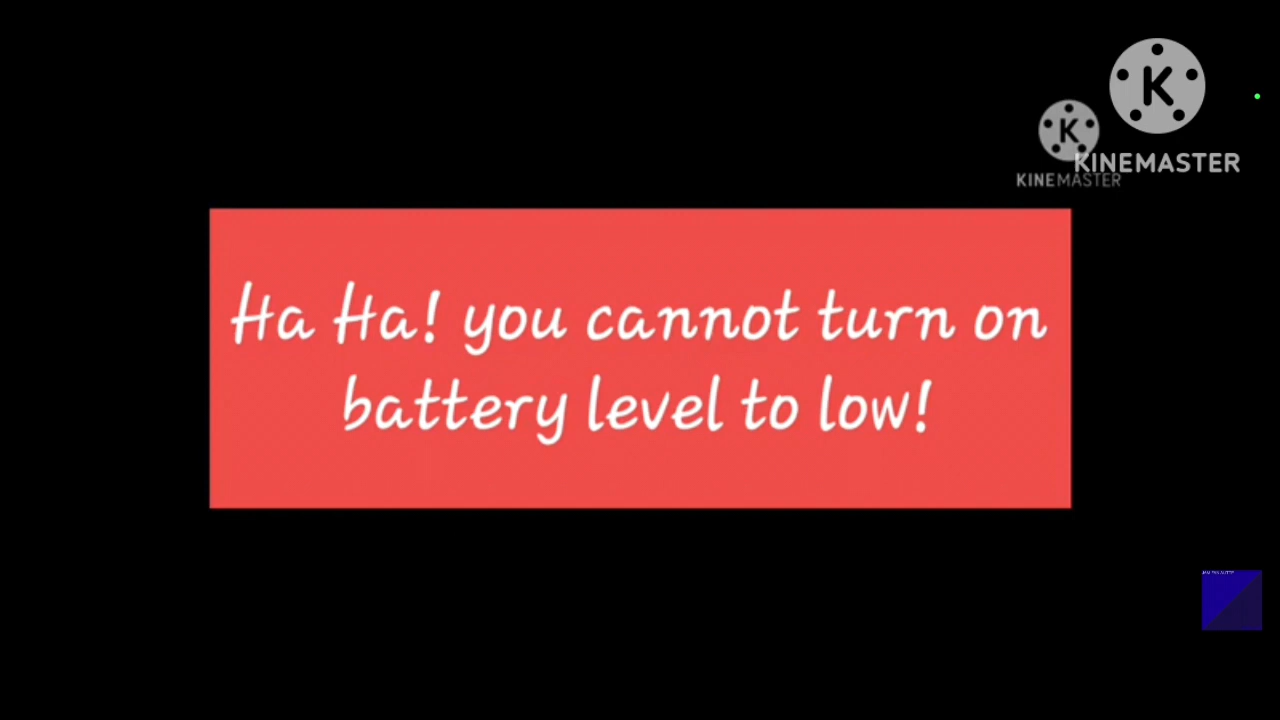 K
KINEMASTER
K
KINEMASTER
Ha Ha! you cannot turn on
battery level to low!